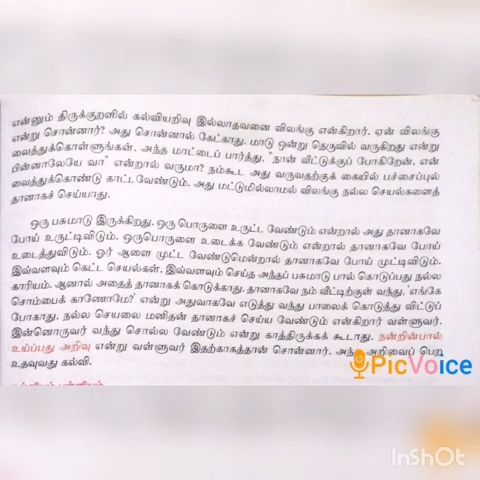 என்னும் திருக்குறளில் கல்வியறிவு இல்லாதவனை விலங்கு என்கிறார். ஏன் விலங்கு
என்று சொன்னார்? அது சொன்னால் கேட்காது. மாடு ஒன்று தெருவில் வருகிறது என்று
வைத்துக்கொள்ளுங்கள். அந்த மாட்டைப் பார்த்து, "நான் வீட்டுக்குப் போகிறேன். என்
பின்னாலேயே வா" என்றால் வருமா? நம்கூட அது வருவதற்குக் கையில் பச்சைப்புல்
வைத்துக்கொண்டு காட்டவேண்டும். அது மட்டுமில்லாமல் விலங்கு நல்ல செயல்களைத்
தானாகச் செய்யாது.
ஒரு பசுமாடு இருக்கிறது. ஒரு பொருளை உருட்ட வேண்டும் என்றால் அது தானாகவே
போய் உருட்டிவிடும். ஒருபொருளை உடைக்க வேண்டும் என்றால் தானாகவே போய்
உடைத்துவிடும். ஓர் ஆளை முட்ட வேண்டுமென்றால் தானாகவே போய் முட்டிவிடும்.
இவ்வளவும் கெட்ட செயல்கள். இவ்வளவும் செய்த அந்தப் பசுமாடு பால் கொடுப்பது நல்ல
காரியம். ஆனால் அதைத் தானாகக் கொடுக்காது. தானாகவே நம் வீட்டிற்குள் வந்து, 'எங்கே
சொம்பைக் காணோமே?' என்று அதுவாகவே எடுத்து வந்து பாலைக் கொடுத்து விட்டுப்
போகாது. நல்ல செயலை மனிதன் தானாகச் செய்ய வேண்டும் என்கிறார் வள்ளுவர்.
இன்னொருவர் வந்து சொல்ல வேண்டும் என்று காத்திருக்கக் கூடாது. நன்றின்பால்
உய்ப்பது அறிவு என்று வள்ளுவர் இதற்காகத்தான் சொன்னார். அந்த அறிவைப் பெற
உதவுவது கல்வி.
PicVoice
InShOt